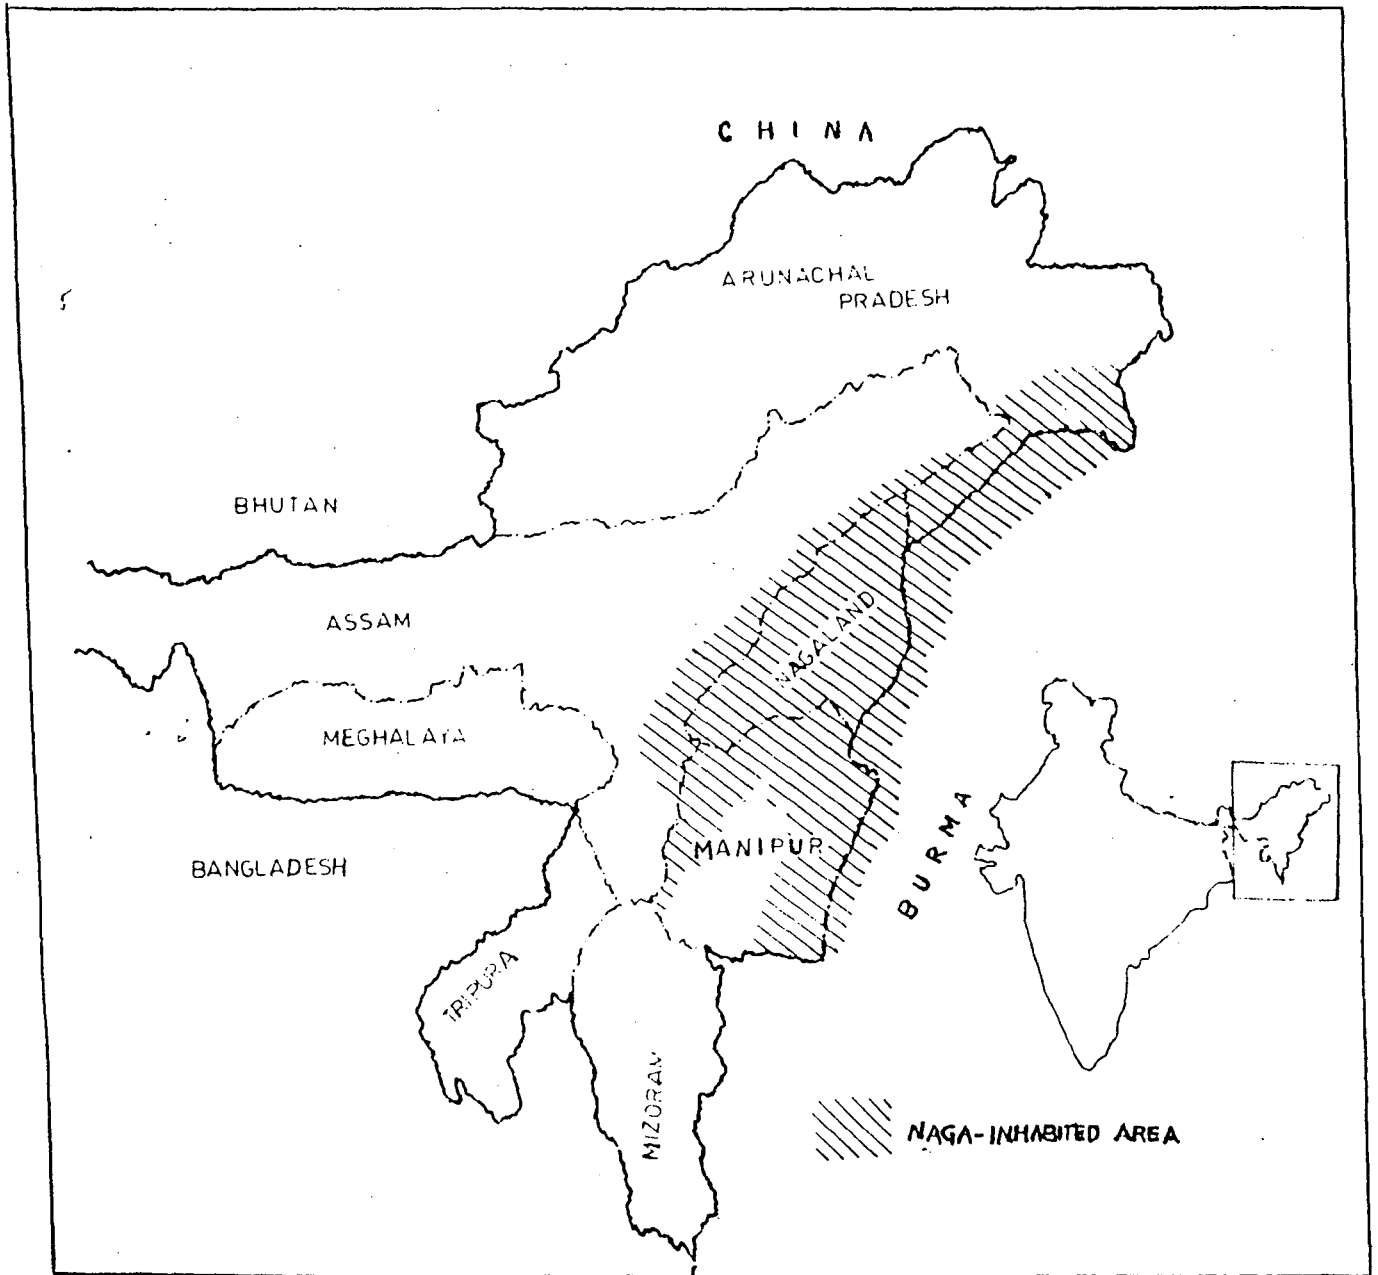 CHINA
ARUNACHAL
PRADESH
BHUTAN
ASSAM
NAGALAND
MEGHALAYA
MANIPUR
BURMA
BANGLADESH
TRIPURA
MIZORAM
NAGA-INHABITED AREA